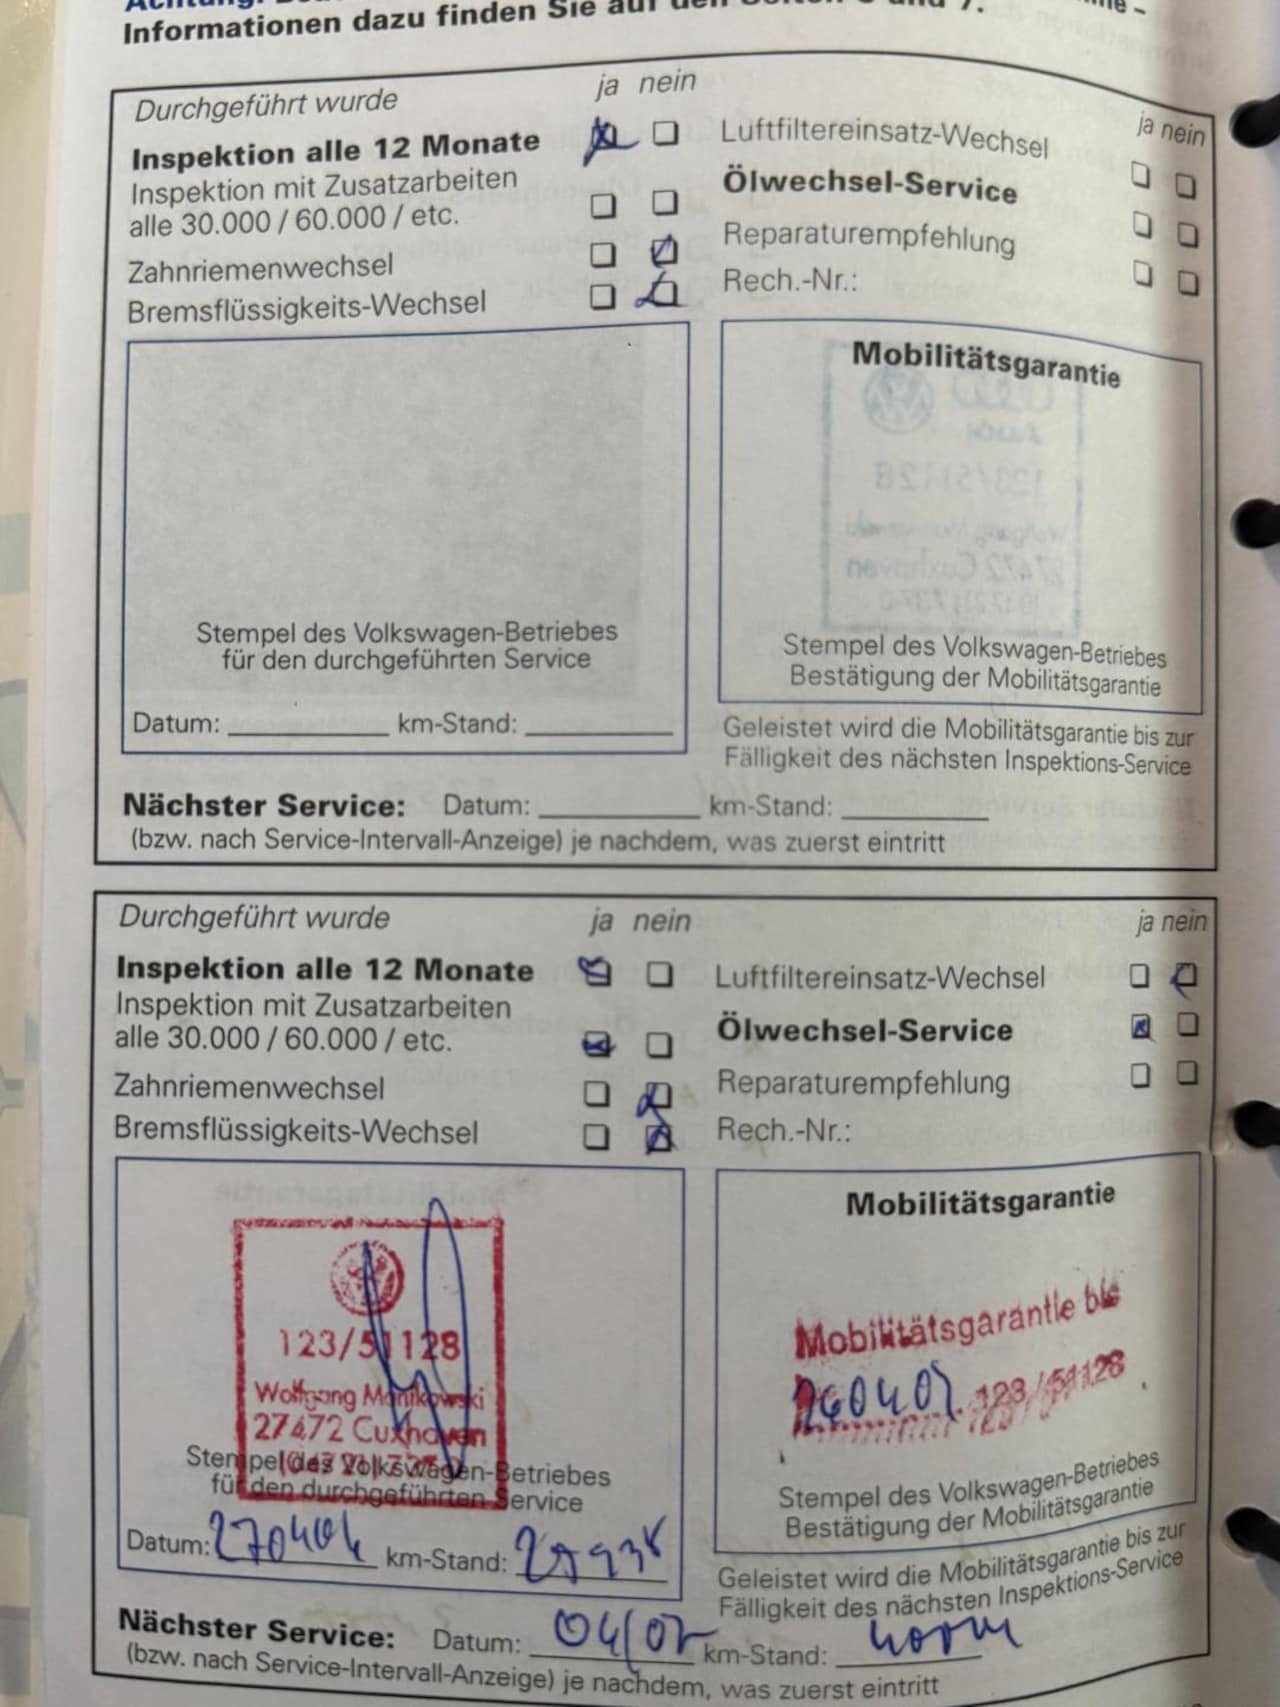 Informationen dazu finden Sie auf den Seiten 6 und 7.
Durchgeführt wurde ja nein
Inspektion alle 12 Monate
Inspektion mit Zusatzarbeiten
alle 30.000 / 60.000 / etc.
Zahnriemenwechsel
Bremsflüssigkeits-Wechsel
ja nein
Luftfiltereinsatz-Wechsel
Ölwechsel-Service
Reparaturempfehlung
Rech.-Nr.:
Stempel des Volkswagen-Betriebes
für den durchgeführten Service
Datum: km-Stand:
Mobilitätsgarantie
Stempel des Volkswagen-Betriebes
Bestätigung der Mobilitätsgarantie
Geleistet wird die Mobilitätsgarantie bis zur
Fälligkeit des nächsten Inspektions-Service
Nächster Service: Datum: km-Stand:
(bzw. nach Service-Intervall-Anzeige) je nachdem, was zuerst eintritt
Durchgeführt wurde ja nein
Inspektion alle 12 Monate
Inspektion mit Zusatzarbeiten
alle 30.000 / 60.000 / etc.
Zahnriemenwechsel
Bremsflüssigkeits-Wechsel
ja nein
Luftfiltereinsatz-Wechsel
Ölwechsel-Service
Reparaturempfehlung
Rech.-Nr.:
123/51128
Wolfgang Monikowski
27472 Cuxhaven
Stempel des Volkswagen-Betriebes
für den durchgeführten Service
Datum: 270404 km-Stand:
Mobilitätsgarantie
Mobilitätsgarantie bis
123/51128
Stempel des Volkswagen-Betriebes
Bestätigung der Mobilitätsgarantie
Geleistet wird die Mobilitätsgarantie bis zur
Fälligkeit des nächsten Inspektions-Service
Nächster Service: Datum: km-Stand:
(bzw. nach Service-Intervall-Anzeige) je nachdem, was zuerst eintritt